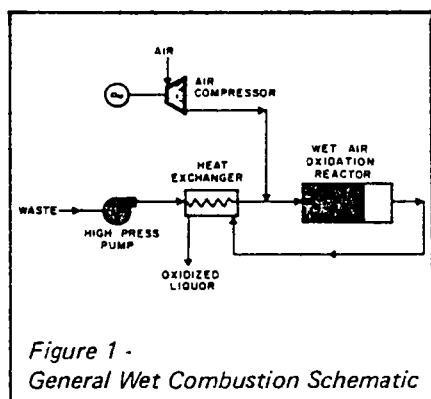 AIR
AIR
COMPRESSOR
WET AIR
OXIDATION
REACTOR
HEAT
EXCHANGER
WASTE
HIGH PRESS
PUMP
OXIDIZED
LIQUOR
Figure 1 -
General Wet Combustion Schematic